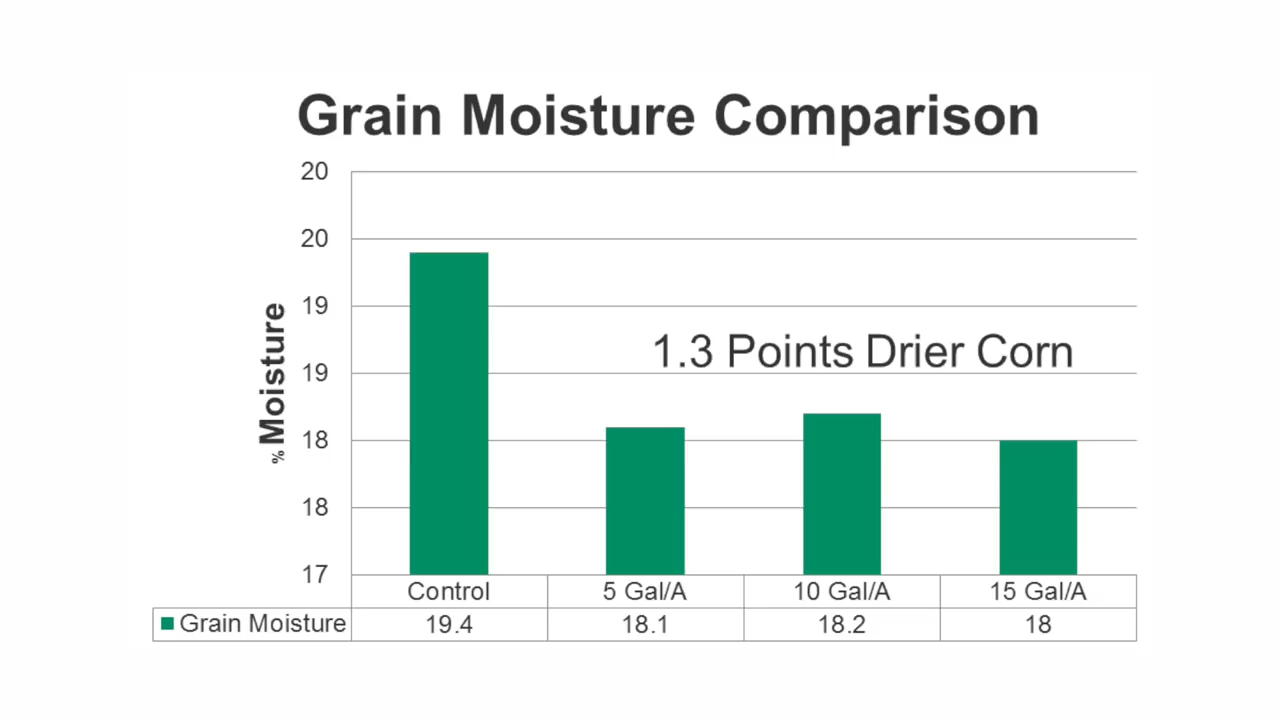 Grain Moisture Comparison
20
20
19
19
18
18
17
% Moisture
1.3 Points Drier Corn
Control 5 Gal/A 10 Gal/A 15 Gal/A
Grain Moisture 19.4 18.1 18.2 18